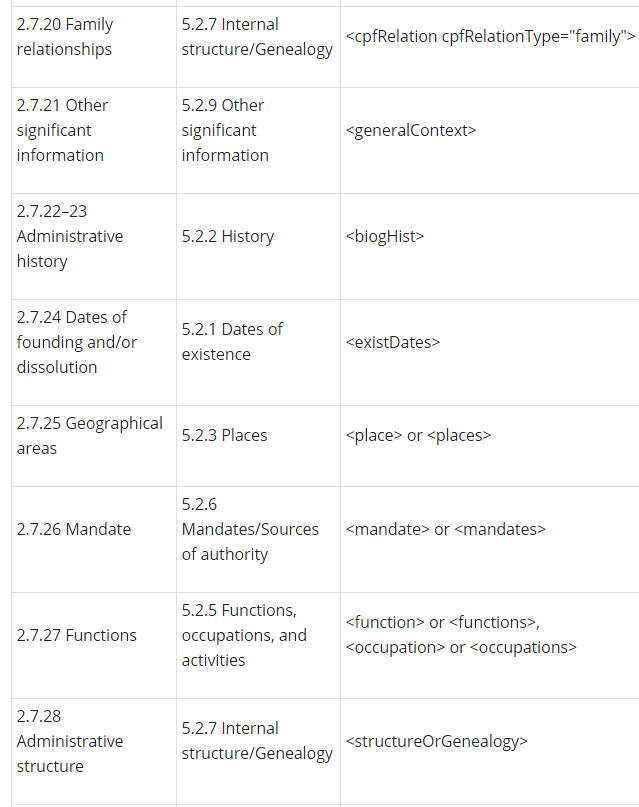 2.7.20 Family
relationships
5.2.7 Internal
structure/Genealogy
<cpfRelation cpfRelationType="family">
2.7.21 Other
significant
information
5.2.9 Other
significant
information
<generalContext>
2.7.22–23
Administrative
history
5.2.2 History
<biogHist>
2.7.24 Dates of
founding and/or
dissolution
5.2.1 Dates of
existence
<existDates>
2.7.25 Geographical
areas
5.2.3 Places
<place> or <places>
2.7.26 Mandate
5.2.6
Mandates/Sources
of authority
<mandate> or <mandates>
2.7.27 Functions
5.2.5 Functions,
occupations, and
activities
<function> or <functions>,
<occupation> or <occupations>
2.7.28
Administrative
structure
5.2.7 Internal
structure/Genealogy
<structureOrGenealogy>